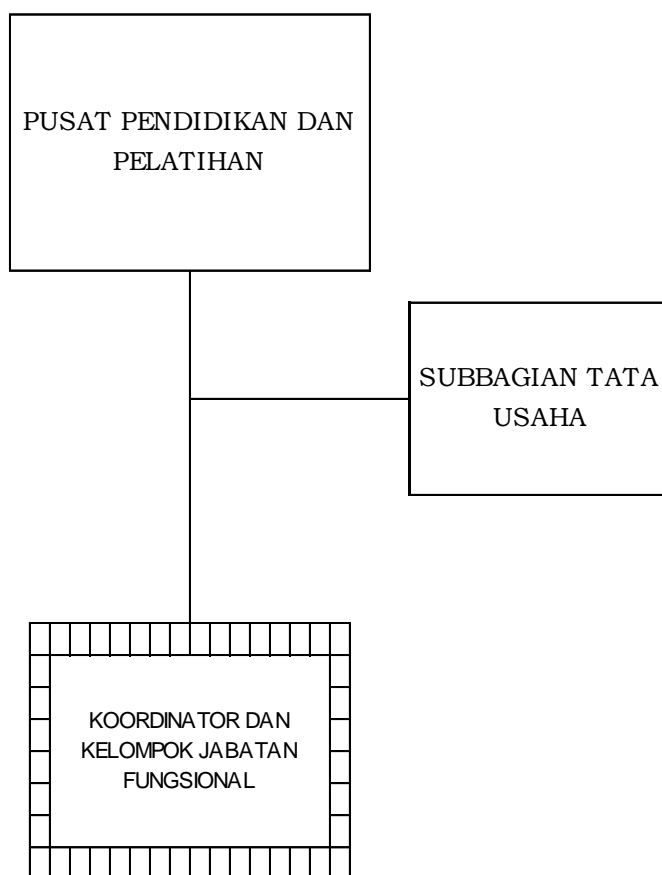 PUSAT PENDIDIKAN DAN
PELATIHAN
SUBBAGIAN TATA
USAHA
KOORDINATOR DAN
KELOMPOK JABATAN
FUNGSIONAL